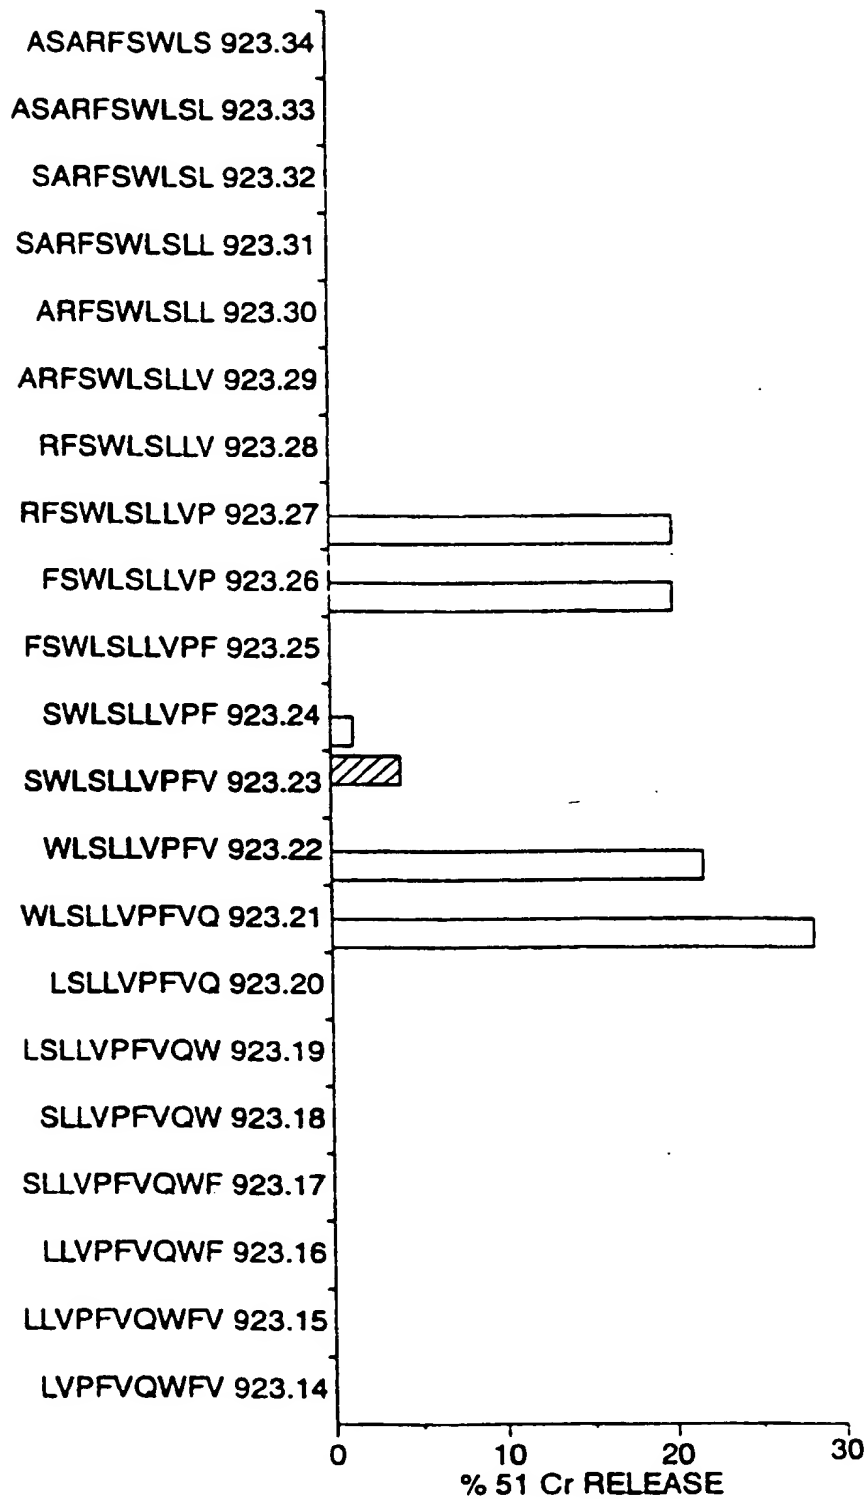 ASARFSWLS 923.34
ASARFSWLSL 923.33
SARFSWLSL 923.32
SARFSWLSLL 923.31
ARFSWLSLL 923.30
ARFSWLSLLV 923.29
RFSWLSLLV 923.28
RFSWLSLLVP 923.27
FSWLSLLVP 923.26
FSWLSLLVPF 923.25
SWLSLLVPF 923.24
SWLSLLVPFV 923.23
WLSLLVPFV 923.22
WLSLLVPFVQ 923.21
LSLLVPFVQ 923.20
LSLLVPFVQW 923.19
SLLVPFVQW 923.18
SLLVPFVQWF 923.17
LLVPFVQWF 923.16
LLVPFVQWFV 923.15
LVPFVQWFV 923.14
0 10 20 30
% 51 Cr RELEASE